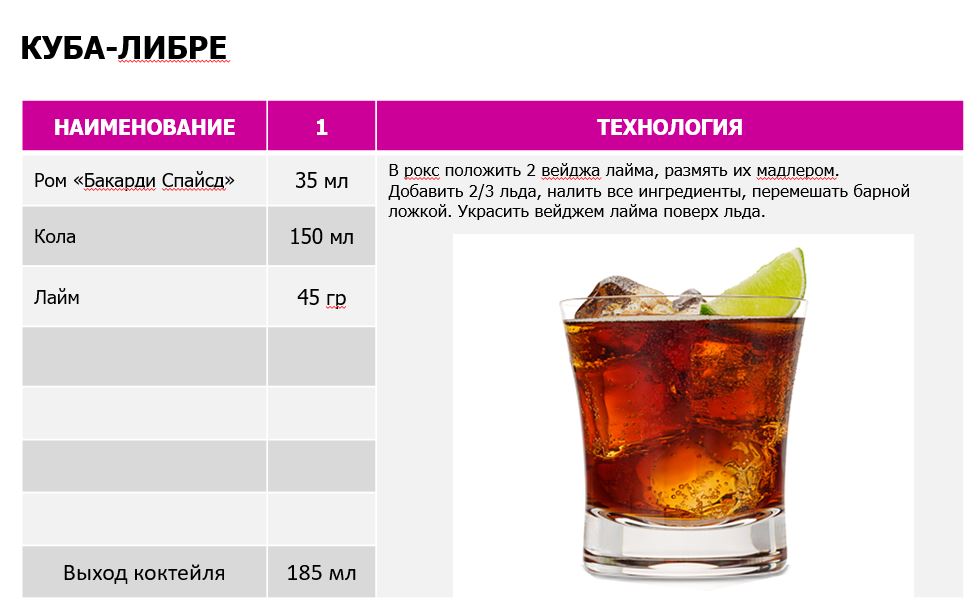 КУБА-ЛИБРЕ
НАИМЕНОВАНИЕ 1 ТЕХНОЛОГИЯ
Ром «Бакарди Спайсд» 35 мл
Кола 150 мл
Лайм 45 гр
Выход коктейля 185 мл
В рокс положить 2 вейджа лайма, размять их мадлером.
Добавить 2/3 льда, налить все ингредиенты, перемешать барной
ложкой. Украсить вейджем лайма поверх льда.